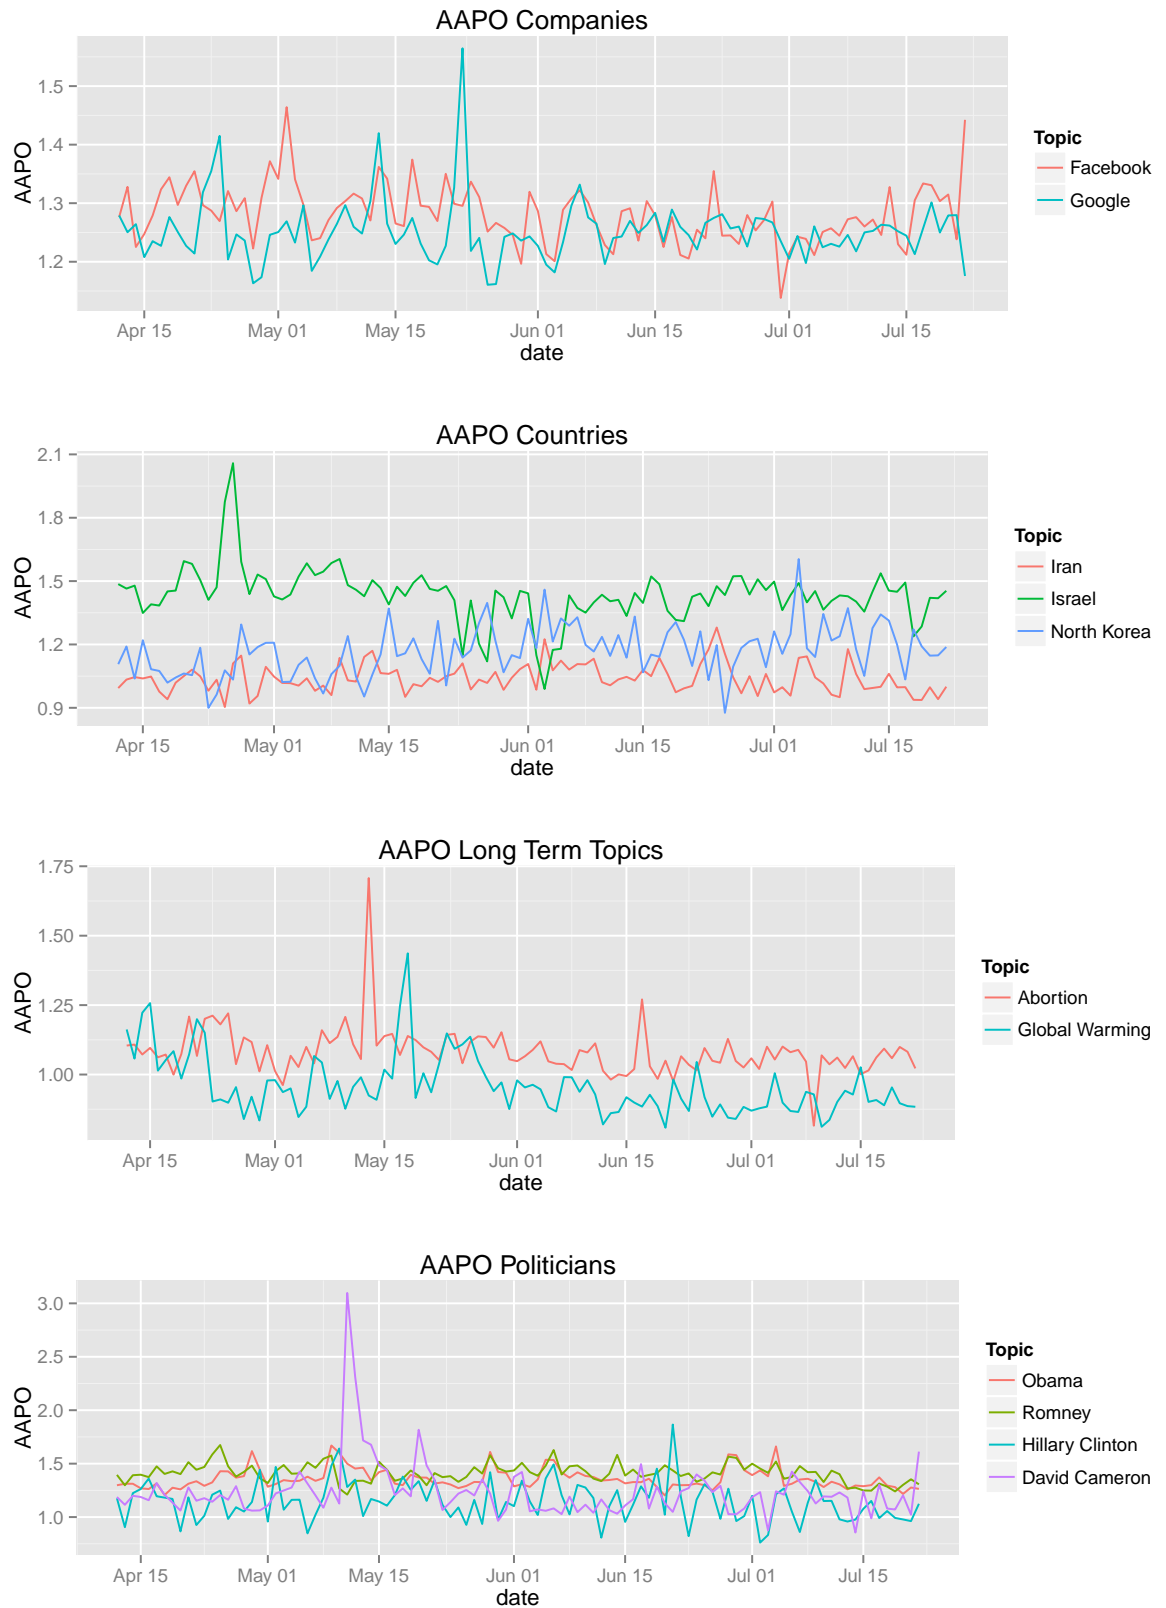 AAPO Companies
1.5
1.4
1.3
1.2
AAPO
Apr 15 May 01 May 15 Jun 01 Jun 15 Jul 01 Jul 15
date
Topic
Facebook
Google
AAPO Countries
2.1
1.8
1.5
1.2
0.9
AAPO
Apr 15 May 01 May 15 Jun 01 Jun 15 Jul 01 Jul 15
date
Topic
Iran
Israel
North Korea
AAPO Long Term Topics
1.75
1.50
1.25
1.00
AAPO
Apr 15 May 01 May 15 Jun 01 Jun 15 Jul 01 Jul 15
date
Topic
Abortion
Global Warming
AAPO Politicians
3.0
2.5
2.0
1.5
1.0
AAPO
Apr 15 May 01 May 15 Jun 01 Jun 15 Jul 01 Jul 15
date
Topic
Obama
Romney
Hillary Clinton
David Cameron